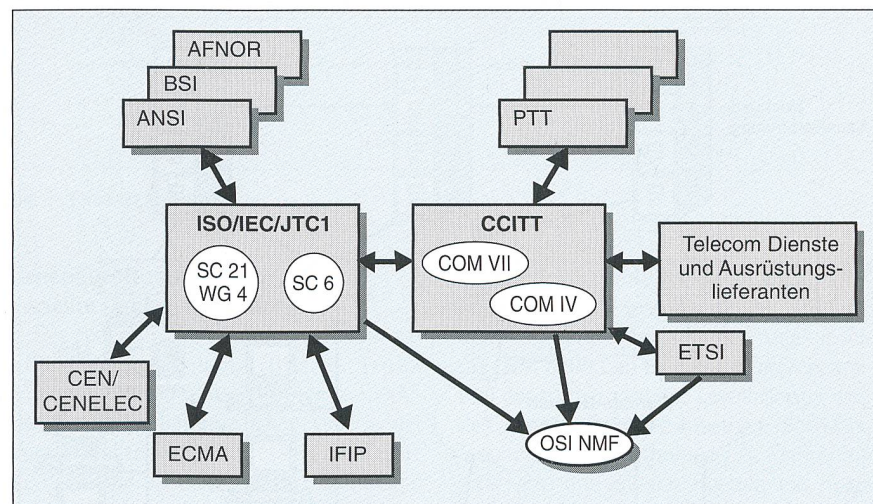 AFNOR
BSI
ANSI
PTT
ISO/IEC/JTC1
SC 21
WG 4
SC 6
CCITT
COM VII
COM IV
Telecom Dienste
und Ausrüstungs-
lieferanten
ETSI
CEN/
CENELEC
ECMA
IFIP
OSI NMF